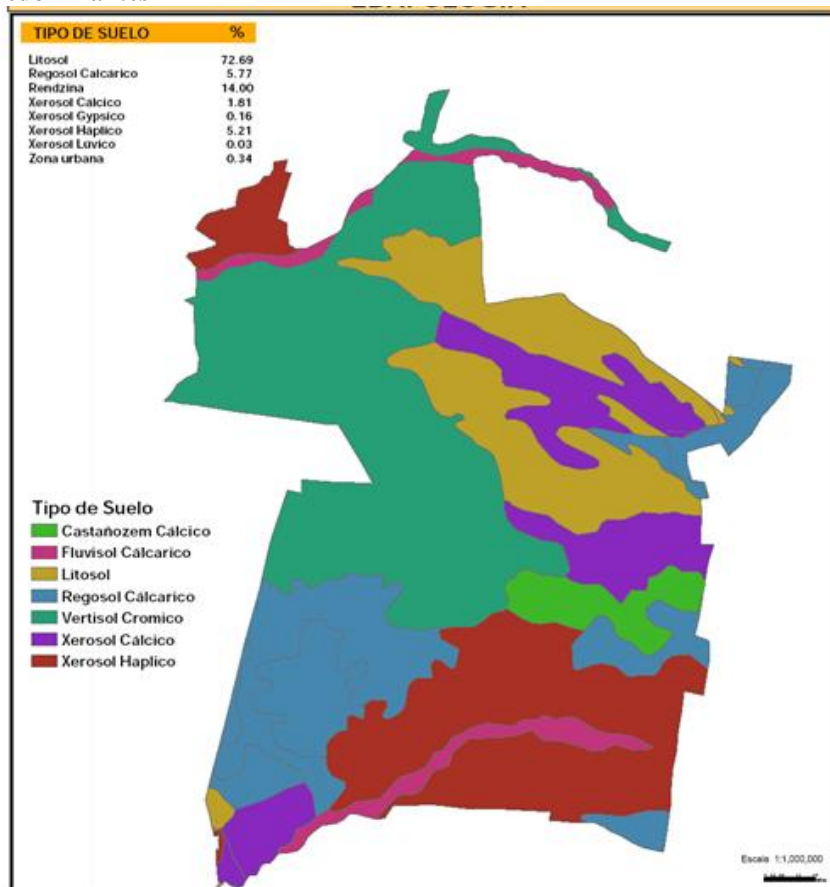 EDAFOLOGIA
TIPO DE SUELO %
Litosol 72.69
Regosol Calcárico 5.77
Rendzina 14.00
Xerosol Cálcico 1.81
Xerosol Gypsico 0.16
Xerosol Háplico 5.21
Xerosol Lúvico 0.03
Zona urbana 0.34
Tipo de Suelo
Castañozem Cálcico
Fluvisol Cálcarico
Litosol
Regosol Cálcarico
Vertisol Cromico
Xerosol Cálcico
Xerosol Haplico
Escala 1:1,000,000